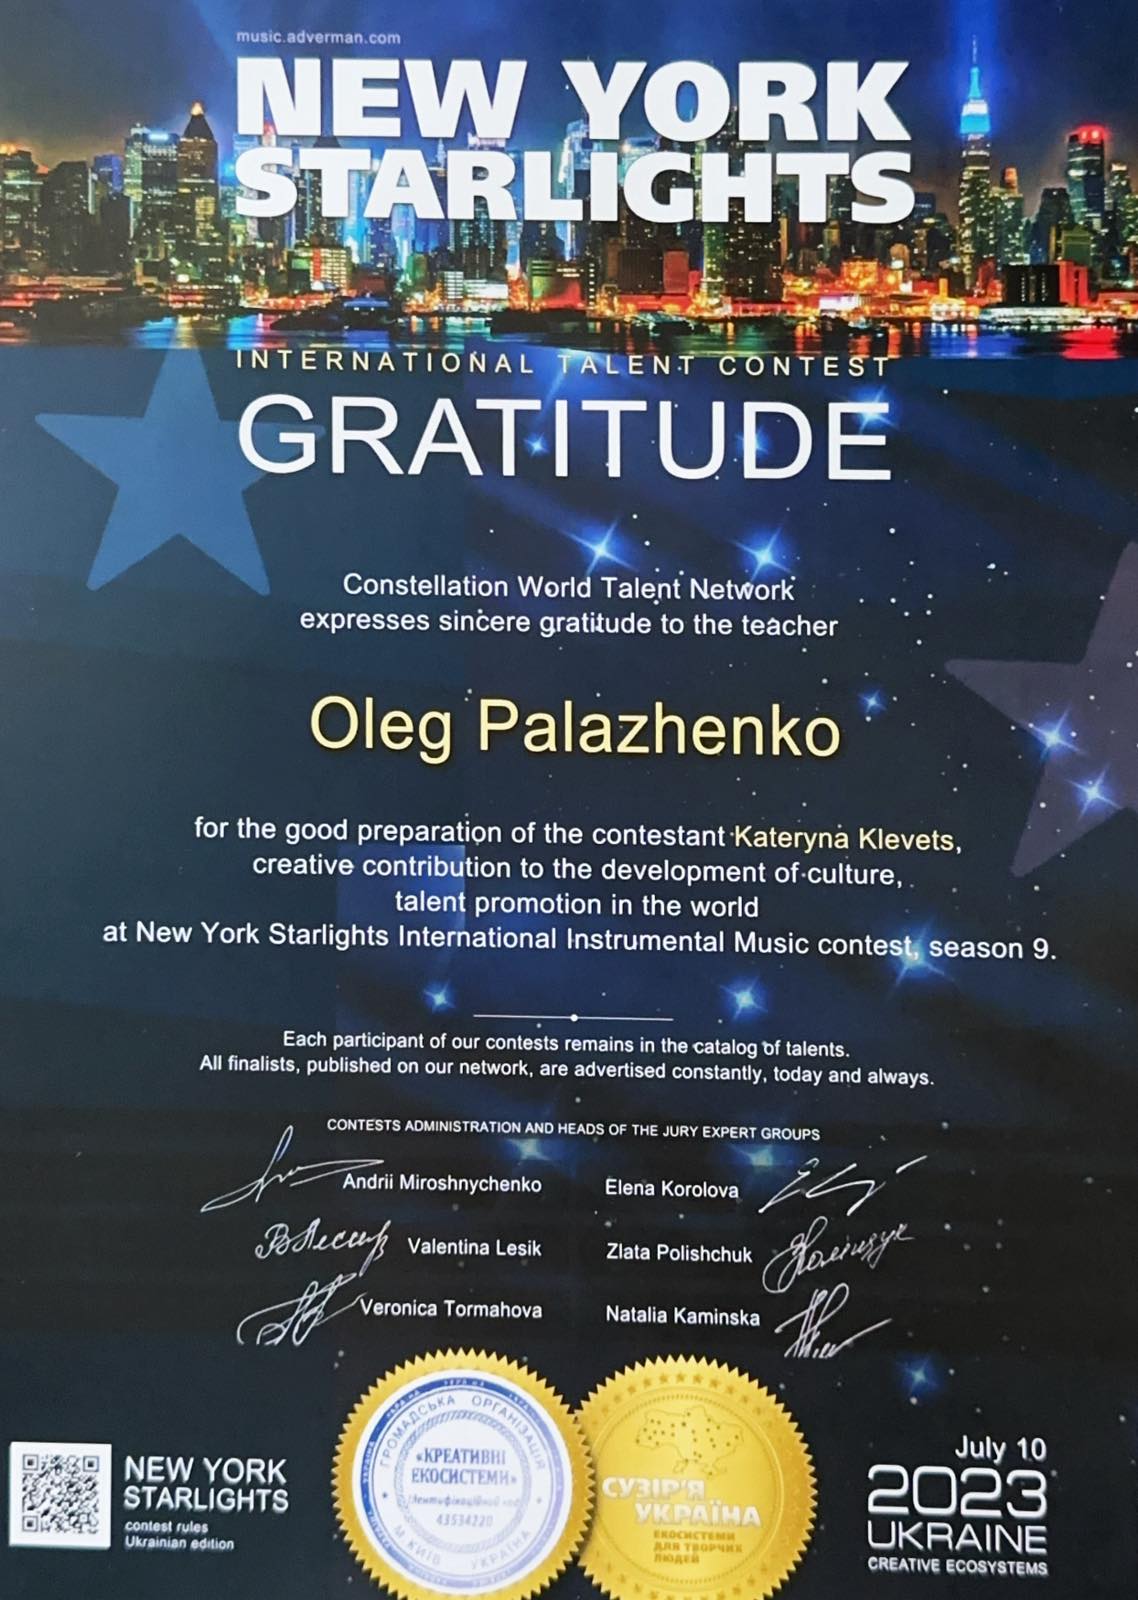 music.adverman.com
NEW YORK
STARLIGHTS
INTERNATIONAL TALENT CONTEST
GRATITUDE
Constellation World Talent Network
expresses sincere gratitude to the teacher
Oleg Palazhenko
for the good preparation of the contestant Kateryna Klevets,
creative contribution to the development of culture,
talent promotion in the world
at New York Starlights International Instrumental Music contest, season 9.
Each participant of our contests remains in the catalog of talents.
All finalists, published on our network, are advertised constantly, today and always.
CONTESTS ADMINISTRATION AND HEADS OF THE JURY EXPERT GROUPS
Andrii Miroshnychenko
Elena Korolova
Valentina Lesik
Zlata Polishchuk
Veronica Tormahova
Natalia Kaminska
NEW YORK
STARLIGHTS
contest rules
Ukrainian edition
ГРОМАДСЬКА ОРГАНІЗАЦІЯ
«КРЕАТИВНІ
ЕКОСИСТЕМИ»
Ідентифікаційний код
43534220
М. КИЇВ УКРАЇНА
СУЗІР'Я
УКРАЇНА
ЕКОСИСТЕМИ
ДЛЯ ТВОРЧИХ
ЛЮДЕЙ
July 10
2023
UKRAINE
CREATIVE ECOSYSTEMS